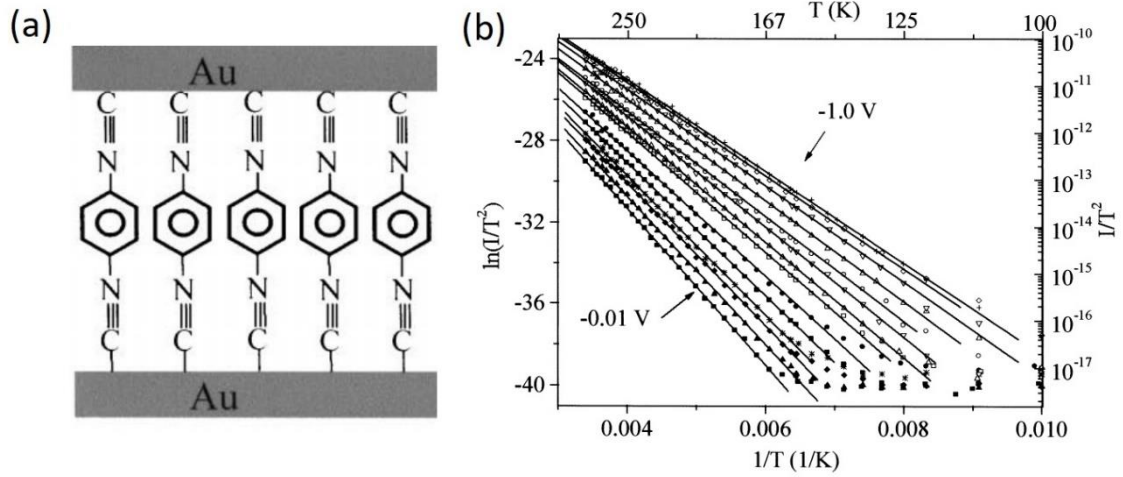 (a)
Au
C C C C C
N N N N N
N N N N N
C C C C C
Au
(b)
T (K)
250 167 125 100
ln(I/T²)
-24
-28
-32
-36
-40
-1.0 V
-0.01 V
10⁻¹⁰
10⁻¹¹
10⁻¹²
10⁻¹³
10⁻¹⁴
10⁻¹⁵
10⁻¹⁶
10⁻¹⁷
I/T²
0.004 0.006 0.008 0.010
1/T (1/K)